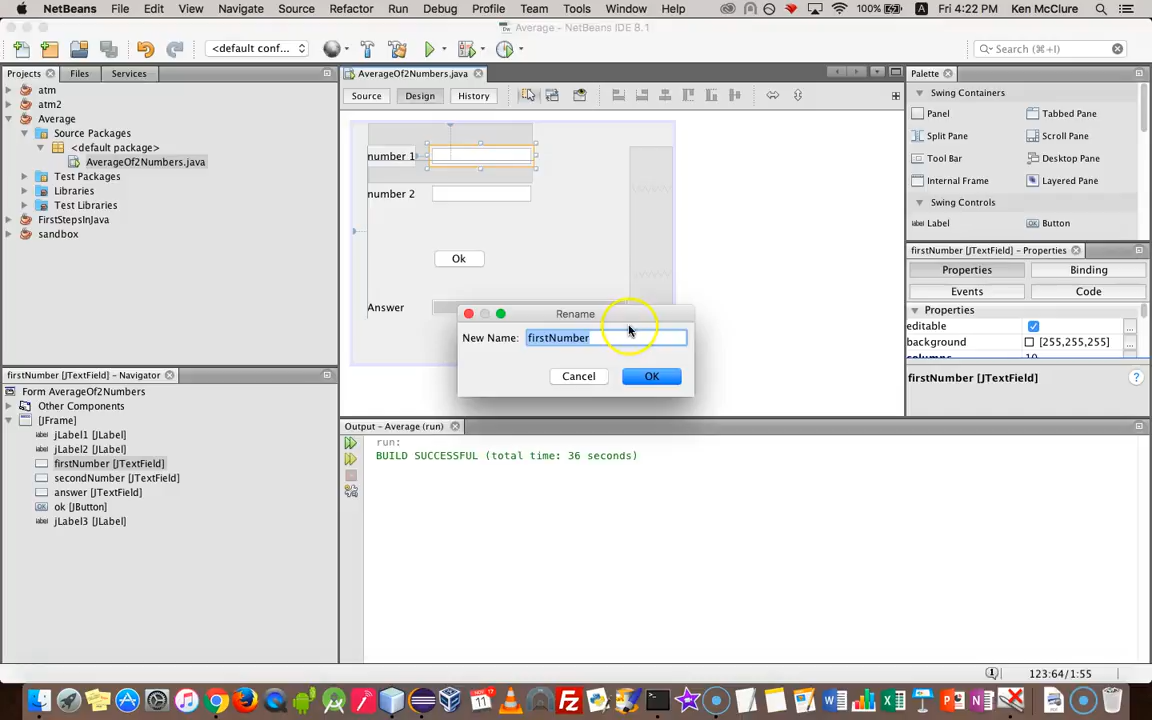 NetBeans File Edit View Navigate Source Refactor Run Debug Profile Team Tools Window Help 100% Fri 4:22 PM Ken McClure
Average - NetBeans IDE 8.1
<default conf... Search (⌘+I)
Projects Files Services
atm
atm2
Average
Source Packages
<default package>
AverageOf2Numbers.java
Test Packages
Libraries
Test Libraries
FirstStepsInJava
sandbox
AverageOf2Numbers.java
Source Design History
number 1
number 2
Ok
Answer
Rename
New Name: firstNumber
Cancel OK
Palette
Swing Containers
Panel Tabbed Pane
Split Pane Scroll Pane
Tool Bar Desktop Pane
Internal Frame Layered Pane
Swing Controls
Label Button
firstNumber [JTextField] – Properties
Properties Binding
Events Code
Properties
editable
background [255,255,255]
columns 10
firstNumber [JTextField]
firstNumber [JTextField] – Navigator
Form AverageOf2Numbers
Other Components
[JFrame]
jLabel1 [JLabel]
jLabel2 [JLabel]
firstNumber [JTextField]
secondNumber [JTextField]
answer [JTextField]
ok [JButton]
jLabel3 [JLabel]
Output – Average (run)
run:
BUILD SUCCESSFUL (total time: 36 seconds)
123:64/1:55